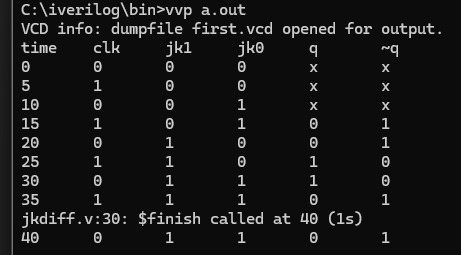 C:\iverilog\bin>vvp a.out
VCD info: dumpfile first.vcd opened for output.
time clk jk1 jk0 q ~q
0 0 0 0 x x
5 1 0 0 x x
10 0 0 1 x x
15 1 0 1 0 1
20 0 1 0 0 1
25 1 1 0 1 0
30 0 1 1 1 0
35 1 1 1 0 1
jkdiff.v:30: $finish called at 40 (1s)
40 0 1 1 0 1